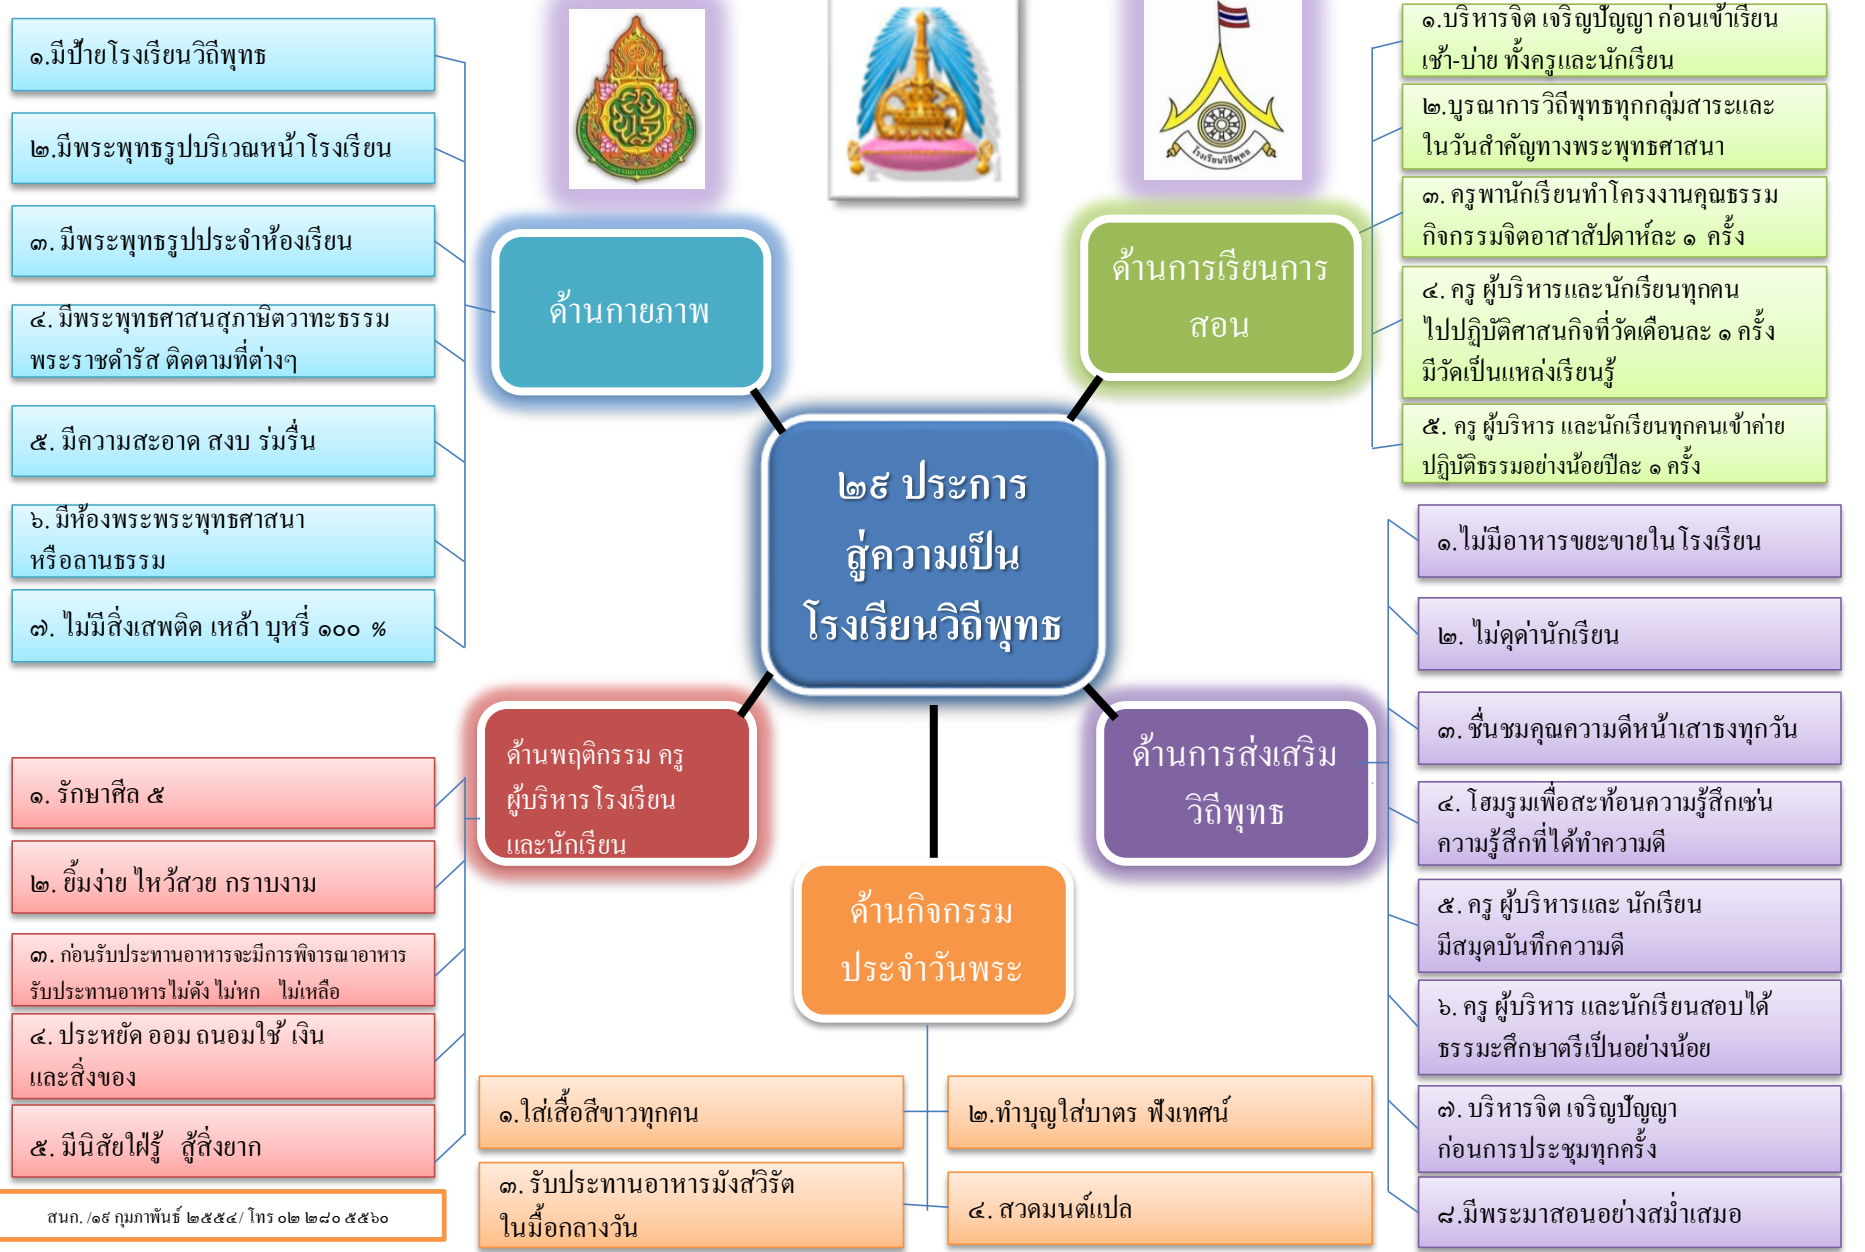 ๑.มีป้ายโรงเรียนวิถีพุทธ
๒.มีพระพุทธรูปบริเวณหน้าโรงเรียน
๓. มีพระพุทธรูปประจำห้องเรียน
๔. มีพระพุทธศาสนสุภาษิตวาทะธรรม
พระราชดำรัส ติดตามที่ต่างๆ
๕. มีความสะอาด สงบ ร่มรื่น
๖. มีห้องพระพระพุทธศาสนา
หรือลานธรรม
๗. ไม่มีสิ่งเสพติด เหล้า บุหรี่ ๑๐๐ %
ด้านกายภาพ
โรงเรียนวิถีพุทธ
ด้านการเรียนการ
สอน
๑.บริหารจิต เจริญปัญญา ก่อนเข้าเรียน
เช้า-บ่าย ทั้งครูและนักเรียน
๒.บูรณาการวิถีพุทธทุกกลุ่มสาระและ
ในวันสำคัญทางพระพุทธศาสนา
๓. ครูพานักเรียนทำโครงงานคุณธรรม
กิจกรรมจิตอาสาสัปดาห์ละ ๑ ครั้ง
๔. ครู ผู้บริหารและนักเรียนทุกคน
ไปปฏิบัติศาสนกิจที่วัดเดือนละ ๑ ครั้ง
มีวัดเป็นแหล่งเรียนรู้
๕. ครู ผู้บริหาร และนักเรียนทุกคนเข้าค่าย
ปฏิบัติธรรมอย่างน้อยปีละ ๑ ครั้ง
๒๙ ประการ
สู่ความเป็น
โรงเรียนวิถีพุทธ
ด้านพฤติกรรม ครู
ผู้บริหารโรงเรียน
และนักเรียน
๑. รักษาศีล ๕
๒. ยิ้มง่าย ไหว้สวย กราบงาม
๓. ก่อนรับประทานอาหารจะมีการพิจารณาอาหาร
รับประทานอาหารไม่ดัง ไม่หก ไม่เหลือ
๔. ประหยัด ออม ถนอมใช้ เงิน
และสิ่งของ
๕. มีนิสัยใฝ่รู้ สู้สิ่งยาก
สนก. /๑๙ กุมภาพันธ์ ๒๕๕๔/ โทร ๐๒ ๒๘๐ ๕๕๖๐
ด้านกิจกรรม
ประจำวันพระ
๑.ใส่เสื้อสีขาวทุกคน
๒.ทำบุญใส่บาตร ฟังเทศน์
๓. รับประทานอาหารมังสวิรัติ
ในมื้อกลางวัน
๔. สวดมนต์แปล
ด้านการส่งเสริม
วิถีพุทธ
๑.ไม่มีอาหารขยะขายในโรงเรียน
๒. ไม่ดุด่านักเรียน
๓. ชื่นชมคุณความดีหน้าเสาธงทุกวัน
๔. โฮมรูมเพื่อสะท้อนความรู้สึกเช่น
ความรู้สึกที่ได้ทำความดี
๕. ครู ผู้บริหารและ นักเรียน
มีสมุดบันทึกความดี
๖. ครู ผู้บริหาร และนักเรียนสอบได้
ธรรมะศึกษาตรีเป็นอย่างน้อย
๗. บริหารจิต เจริญปัญญา
ก่อนการประชุมทุกครั้ง
๘.มีพระมาสอนอย่างสม่ำเสมอ